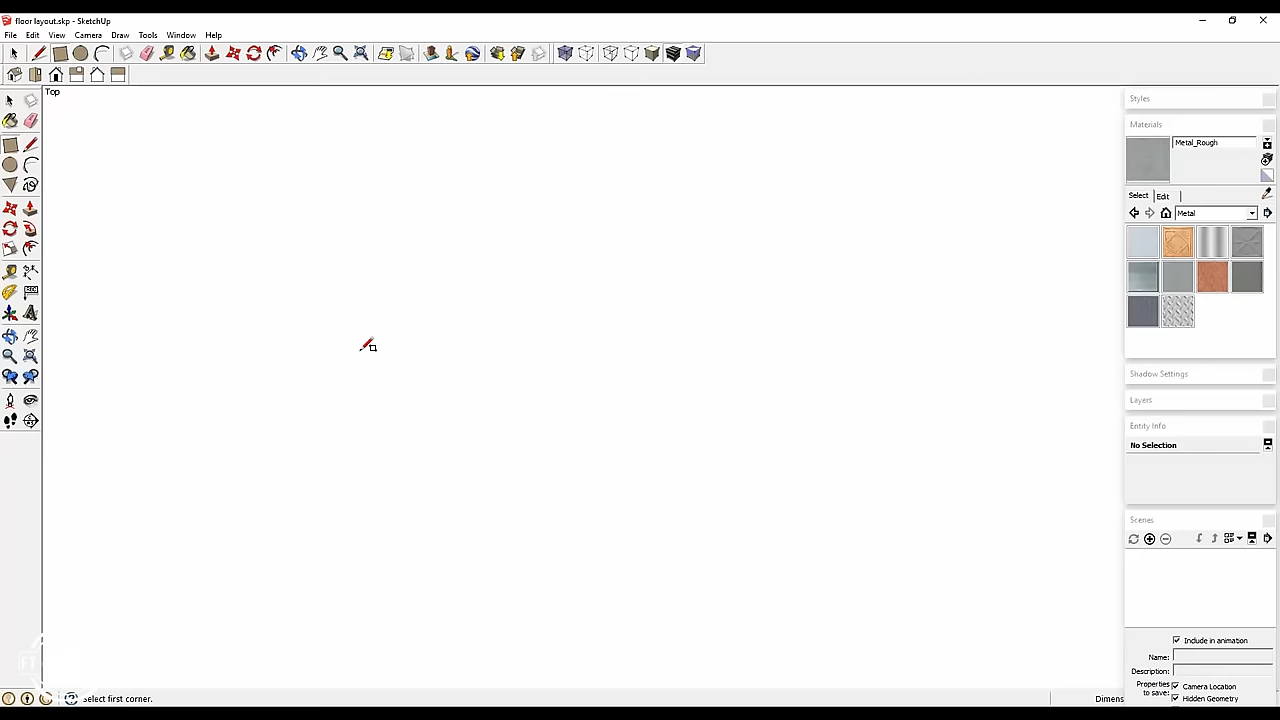 floor layout.skp - SketchUp
File Edit View Camera Draw Tools Window Help
Top
Styles
Materials
Metal_Rough
Select Edit
Metal
Shadow Settings
Layers
Entity Info
No Selection
Scenes
Include in animation
Name:
Description:
Properties to save:
Camera Location
Hidden Geometry
Select first corner.
Dimens
FT